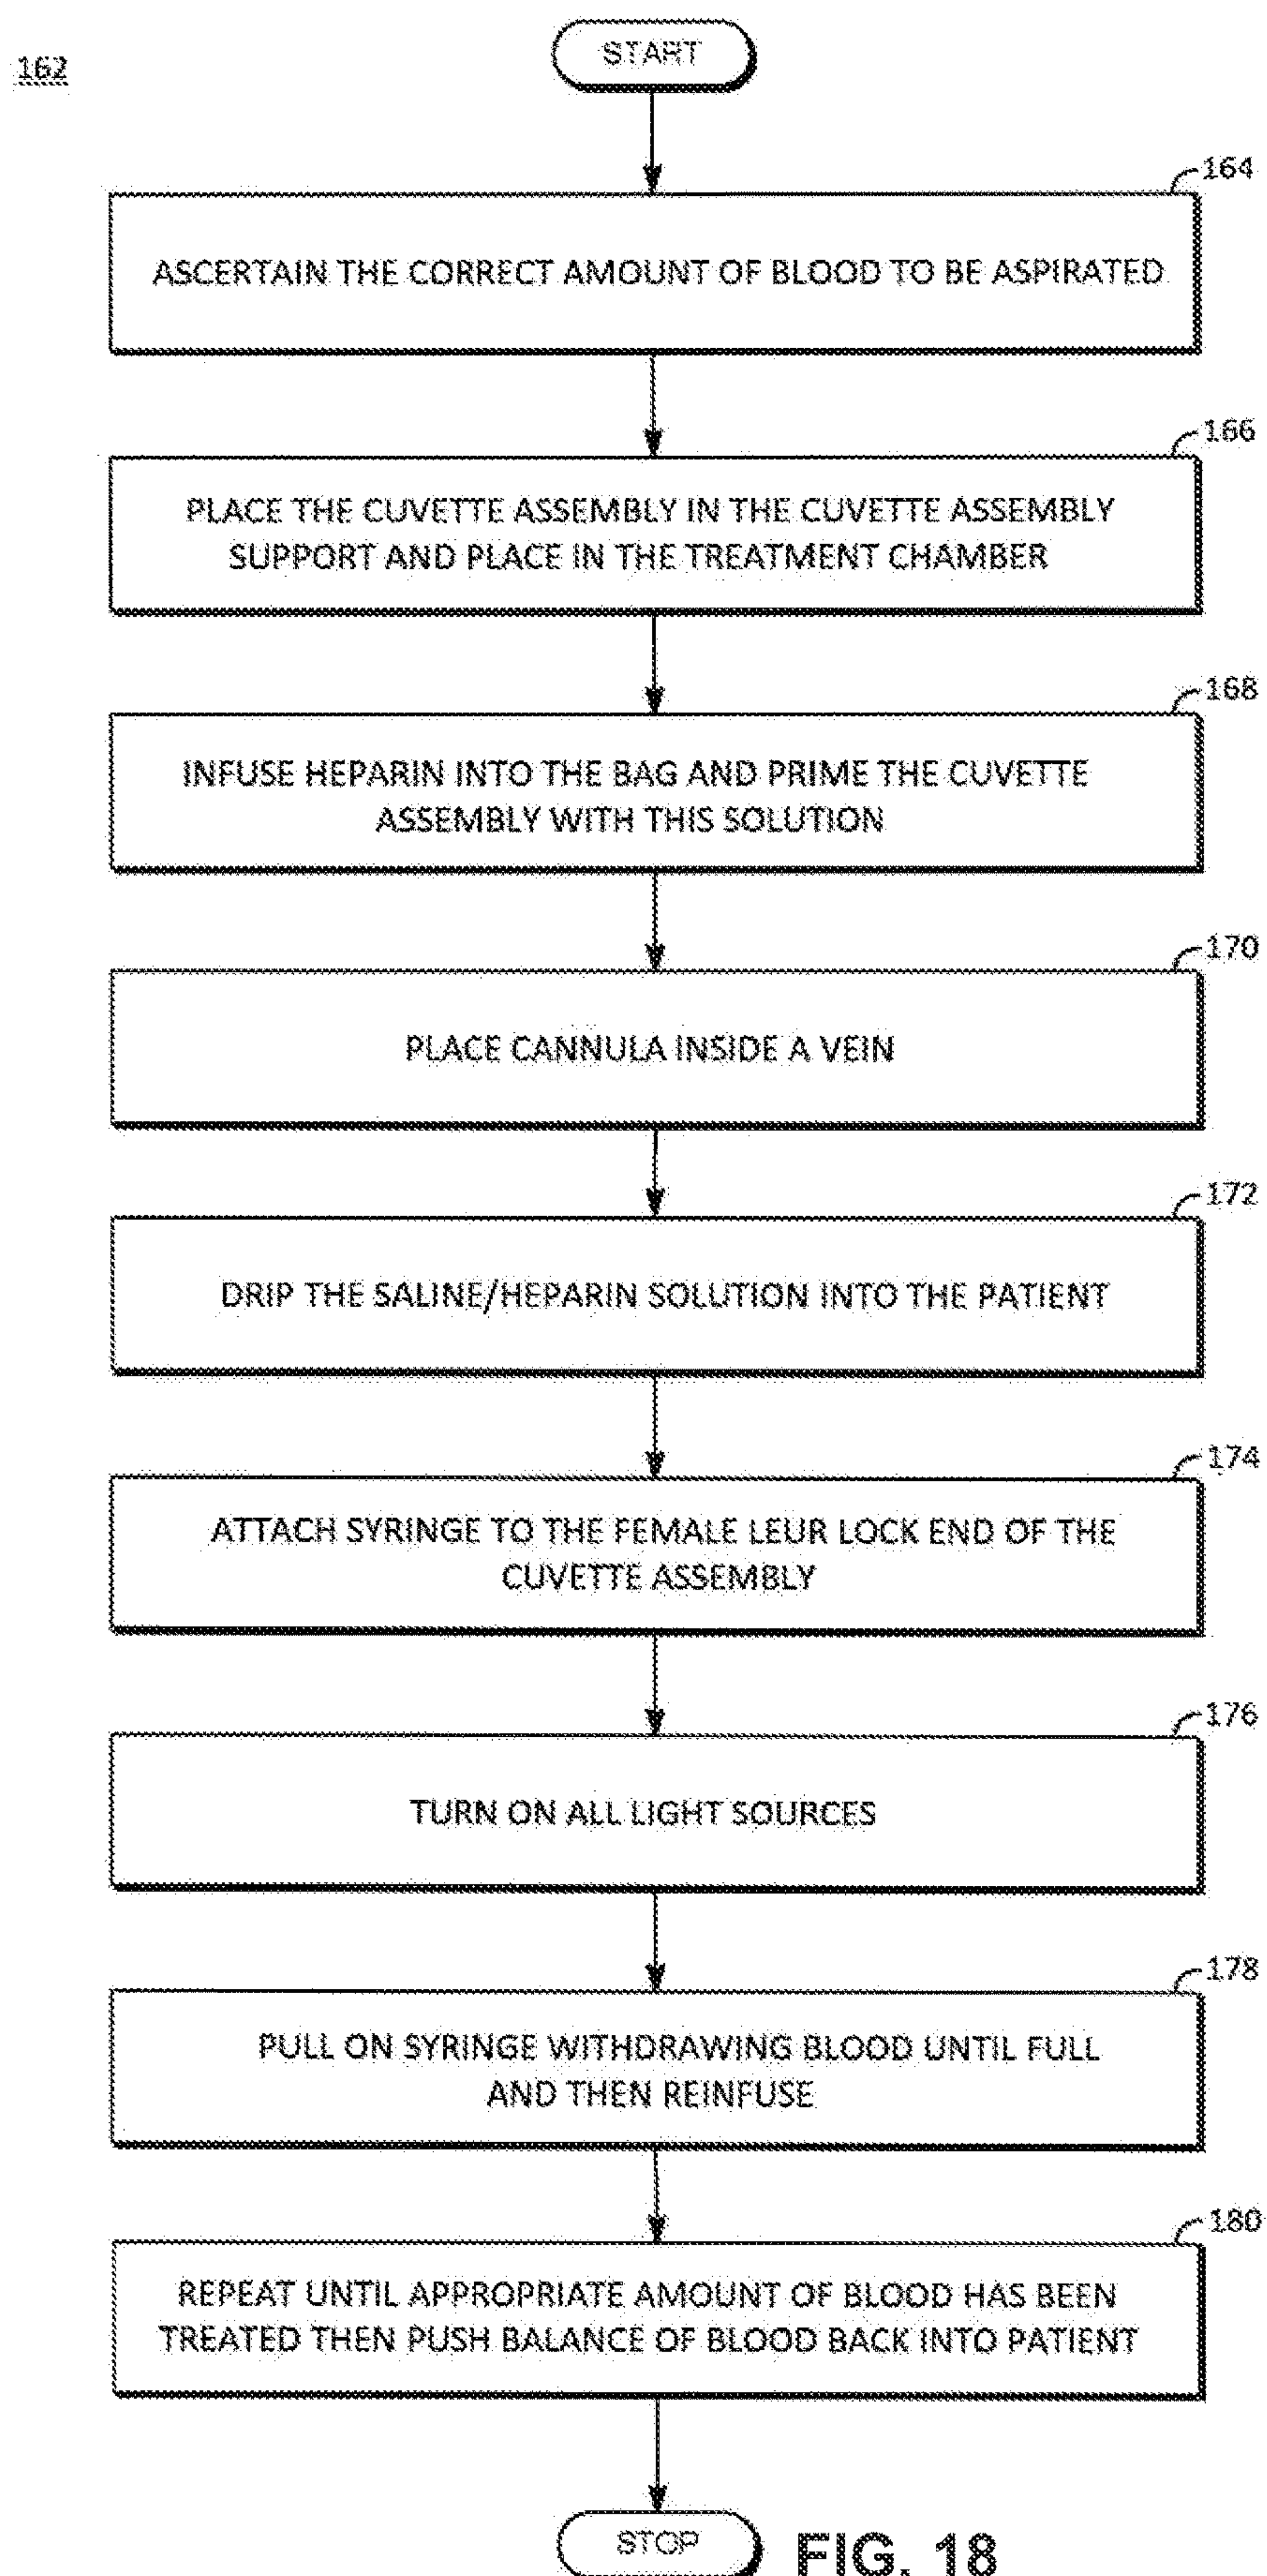 START
162
164
ASCERTAIN THE CORRECT AMOUNT OF BLOOD TO BE ASPIRATED
166
PLACE THE CUVETTE ASSEMBLY IN THE CUVETTE ASSEMBLY
SUPPORT AND PLACE IN THE TREATMENT CHAMBER
168
INFUSE HEPARIN INTO THE BAG AND PRIME THE CUVETTE
ASSEMBLY WITH THIS SOLUTION
170
PLACE CANNULA INSIDE A VEIN
172
DRIP THE SALINE/HEPARIN SOLUTION INTO THE PATIENT
174
ATTACH SYRINGE TO THE FEMALE LEUR LOCK END OF THE
CUVETTE ASSEMBLY
176
TURN ON ALL LIGHT SOURCES
178
PULL ON SYRINGE WITHDRAWING BLOOD UNTIL FULL
AND THEN REINFUSE
180
REPEAT UNTIL APPROPRIATE AMOUNT OF BLOOD HAS BEEN
TREATED THEN PUSH BALANCE OF BLOOD BACK INTO PATIENT
STOP
FIG. 18